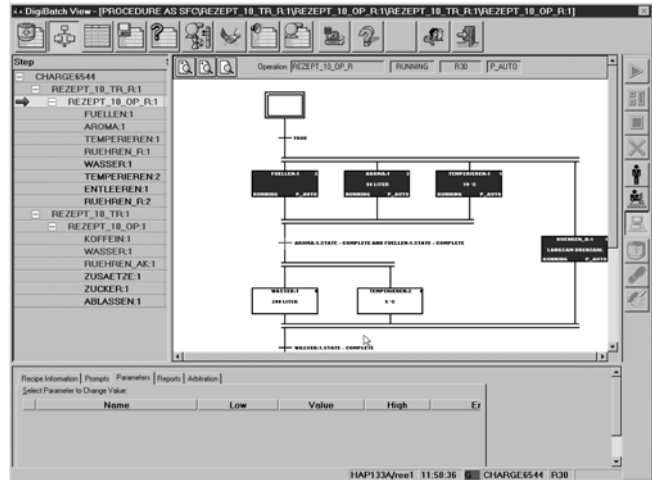 DigiBatch View - [PROCEDURE AS SFC(REZEPT_10_TR_R:1\REZEPT_10_OP_R:1\REZEPT_10_TR_R:1\REZEPT_10_OP_R:1]
Step
CHARGE6544
REZEPT_10_TR_R:1
REZEPT_10_OP_R:1
FUELLEN:1
AROMA:1
TEMPERIEREN:1
RUEHREN_R:1
WASSER:1
TEMPERIEREN:2
ENTLEEREN:1
RUEHREN_R:2
REZEPT_10_TR:1
REZEPT_10_OP:1
KOFFEIN:1
WASSER:1
RUEHREN_AK:1
ZUSAETZE:1
ZUCKER:1
ABLASSEN:1
Operation REZEPT_10_OP_R RUNNING R30 P_AUTO
TRUE
FUELLEN:1
RUNNING P_AUTO
AROMA:1
50 LITER
RUNNING P_AUTO
TEMPERIEREN:1
RUNNING P_AUTO
RUEHREN_R:1
LANGSAM DREHZAHL
RUNNING P_AUTO
AROMA:1.STATE = COMPLETE AND FUELLEN:1.STATE = COMPLETE
WASSER:1
200 LITER
TEMPERIEREN:2
5 °C
WASSER:1.STATE = COMPLETE
Recipe Information Prompts Parameters Reports Arbitration
Select Parameter to Change Value:
Name Low Value High Er
HAP133A/ree1 11:58:36 G CHARGE6544 R30